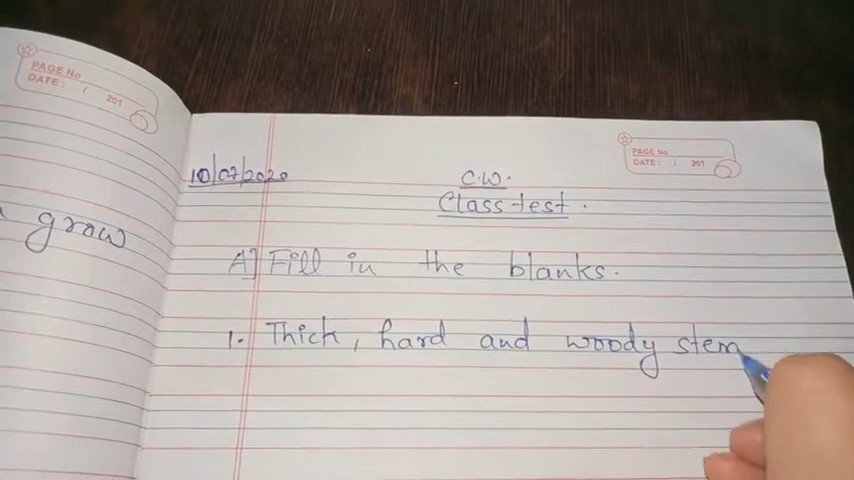 PAGE No
DATE: / 201
grow
PAGE No
DATE: / 201
10/07/2020
C.W.
Class test.
A] Fill in the blanks.
1. Thick, hard and woody stem